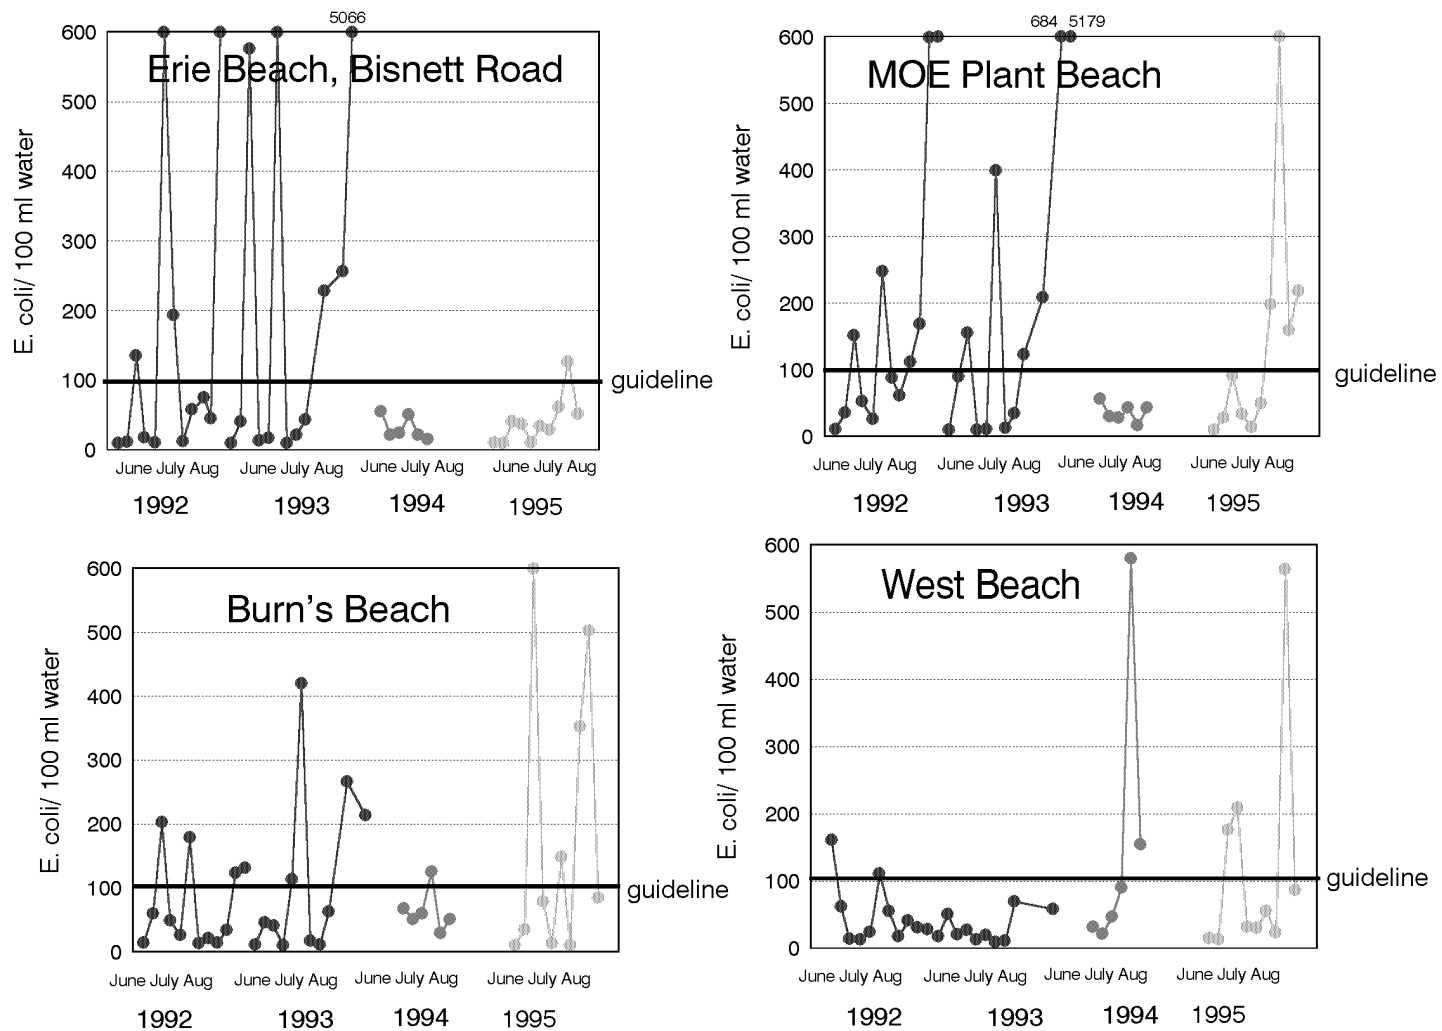 5066
600
Erie Beach, Bisnett Road
500
400
300
200
100
0
E. coli/ 100 ml water
guideline
June July Aug June July Aug June July Aug June July Aug
1992 1993 1994 1995
684 5179
600
MOE Plant Beach
500
400
300
200
100
0
E. coli/ 100 ml water
guideline
June July Aug June July Aug June July Aug June July Aug
1992 1993 1994 1995
600
Burn's Beach
500
400
300
200
100
0
E. coli/ 100 ml water
guideline
June July Aug June July Aug June July Aug June July Aug
1992 1993 1994 1995
600
West Beach
500
400
300
200
100
0
E. coli/ 100 ml water
guideline
June July Aug June July Aug June July Aug June July Aug
1992 1993 1994 1995